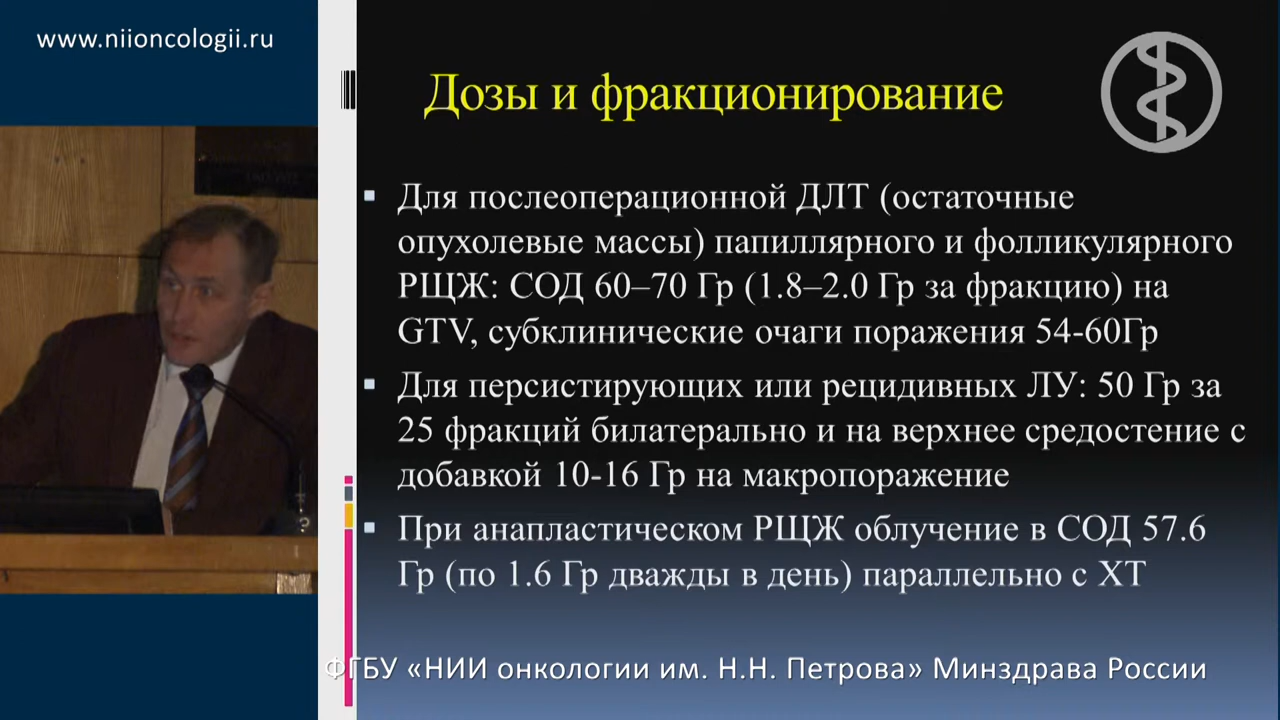 www.niioncologii.ru
Дозы и фракционирование
Для послеоперационной ДЛТ (остаточные
опухолевые массы) папиллярного и фолликулярного
РЩЖ: СОД 60–70 Гр (1.8–2.0 Гр за фракцию) на
GTV, субклинические очаги поражения 54-60Гр
Для персистирующих или рецидивных ЛУ: 50 Гр за
25 фракций билатерально и на верхнее средостение с
добавкой 10-16 Гр на макропоражение
При анапластическом РЩЖ облучение в СОД 57.6
Гр (по 1.6 Гр дважды в день) параллельно с ХТ
ФГБУ «НИИ онкологии им. Н.Н. Петрова» Минздрава России